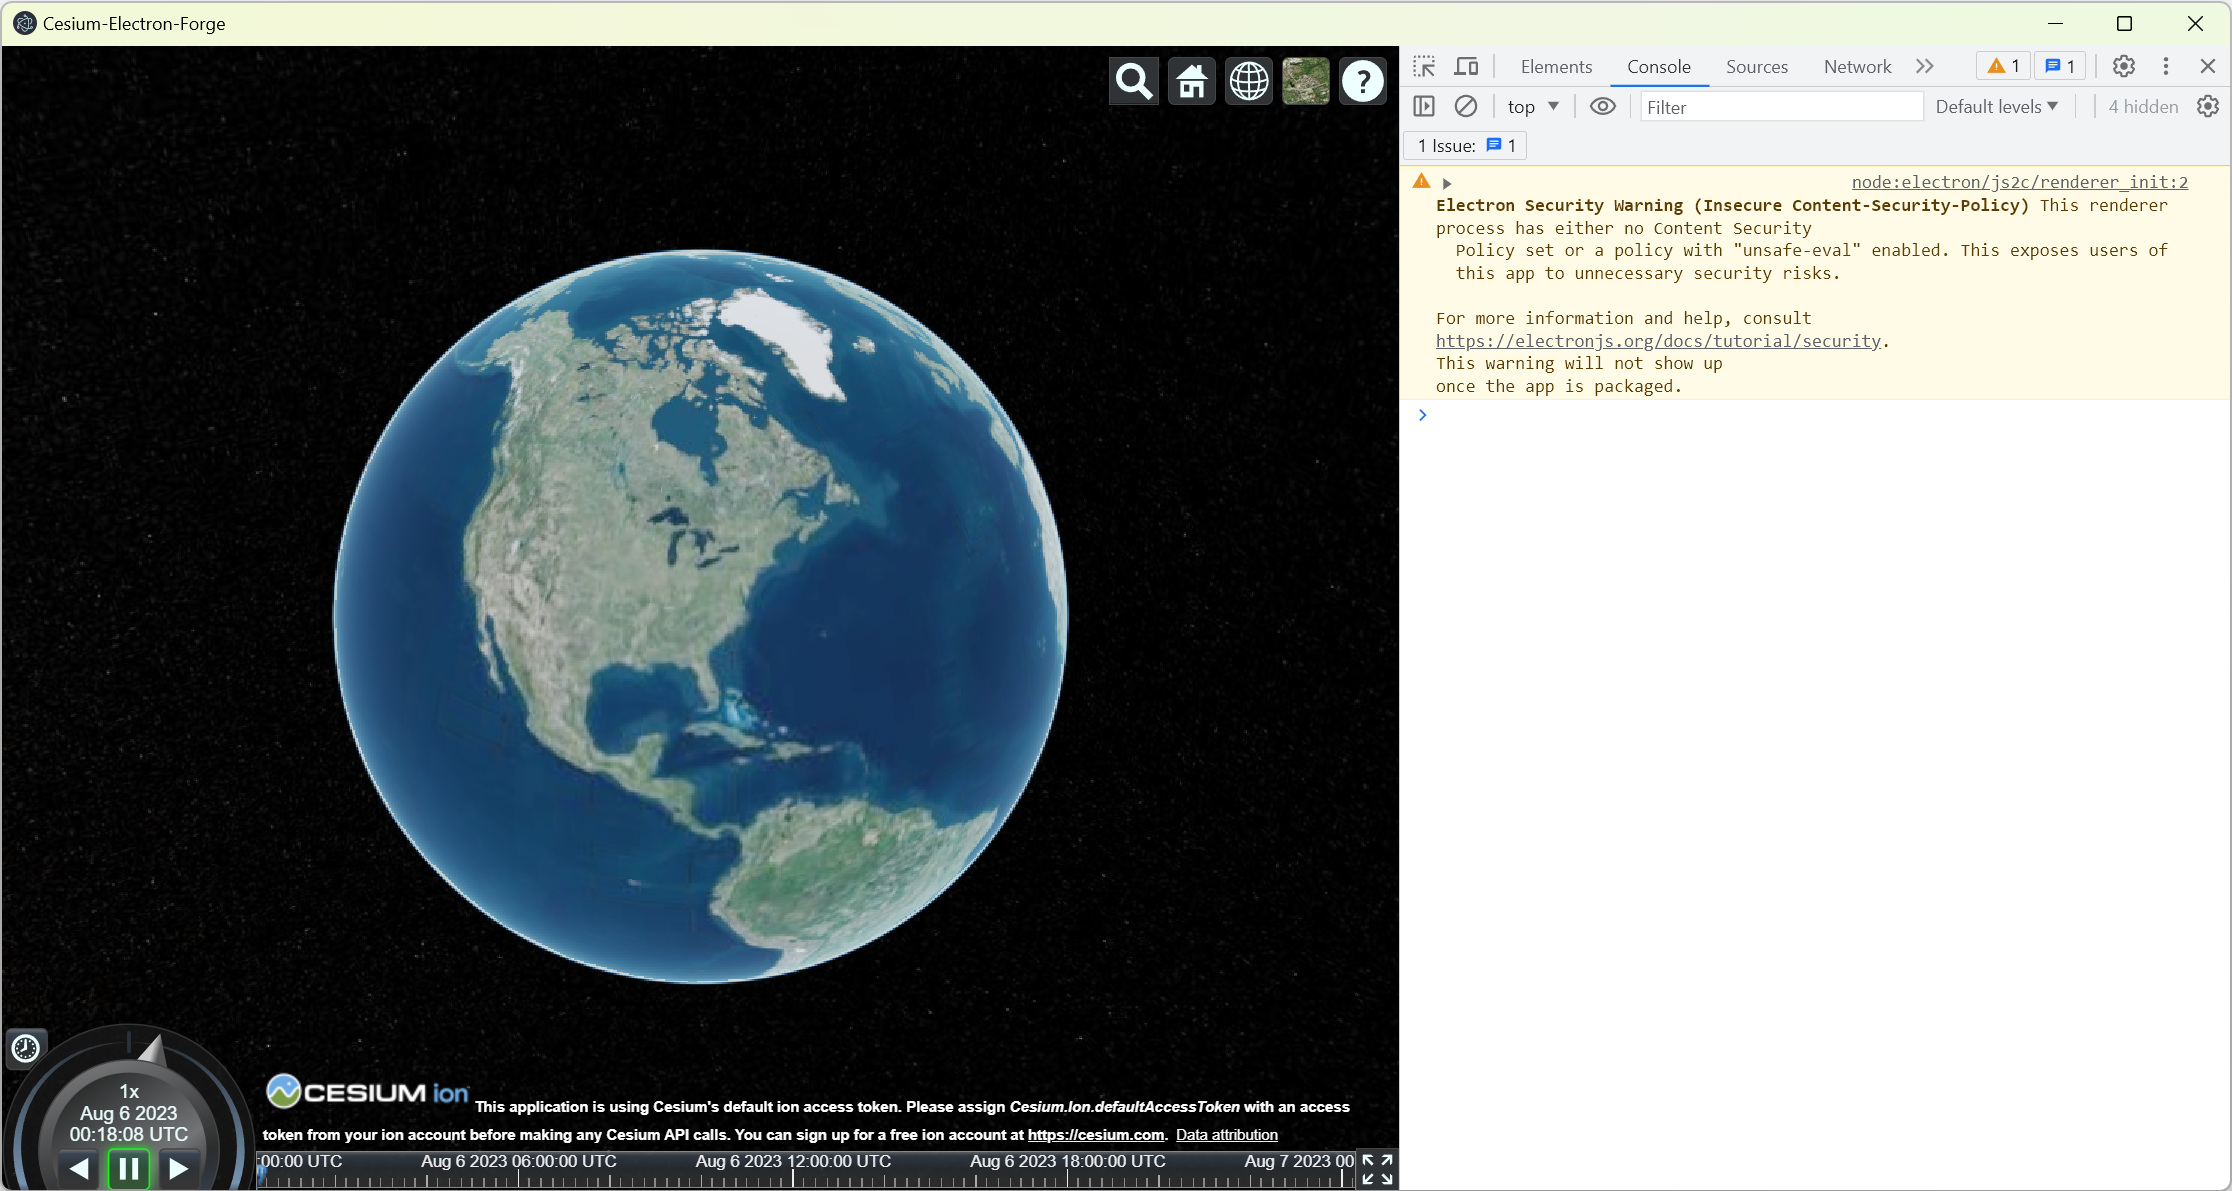 Cesium-Electron-Forge
Elements Console Sources Network 1 1
top Filter Default levels 4 hidden
1 Issue: 1
node:electron/js2c/renderer_init:2
Electron Security Warning (Insecure Content-Security-Policy) This renderer
process has either no Content Security
Policy set or a policy with "unsafe-eval" enabled. This exposes users of
this app to unnecessary security risks.
For more information and help, consult
https://electronjs.org/docs/tutorial/security.
This warning will not show up
once the app is packaged.
?
1x
Aug 6 2023
00:18:08 UTC
CESIUM ion This application is using Cesium's default ion access token. Please assign Cesium.Ion.defaultAccessToken with an access
token from your ion account before making any Cesium API calls. You can sign up for a free ion account at https://cesium.com. Data attribution
:00:00 UTC Aug 6 2023 06:00:00 UTC Aug 6 2023 12:00:00 UTC Aug 6 2023 18:00:00 UTC Aug 7 2023 00